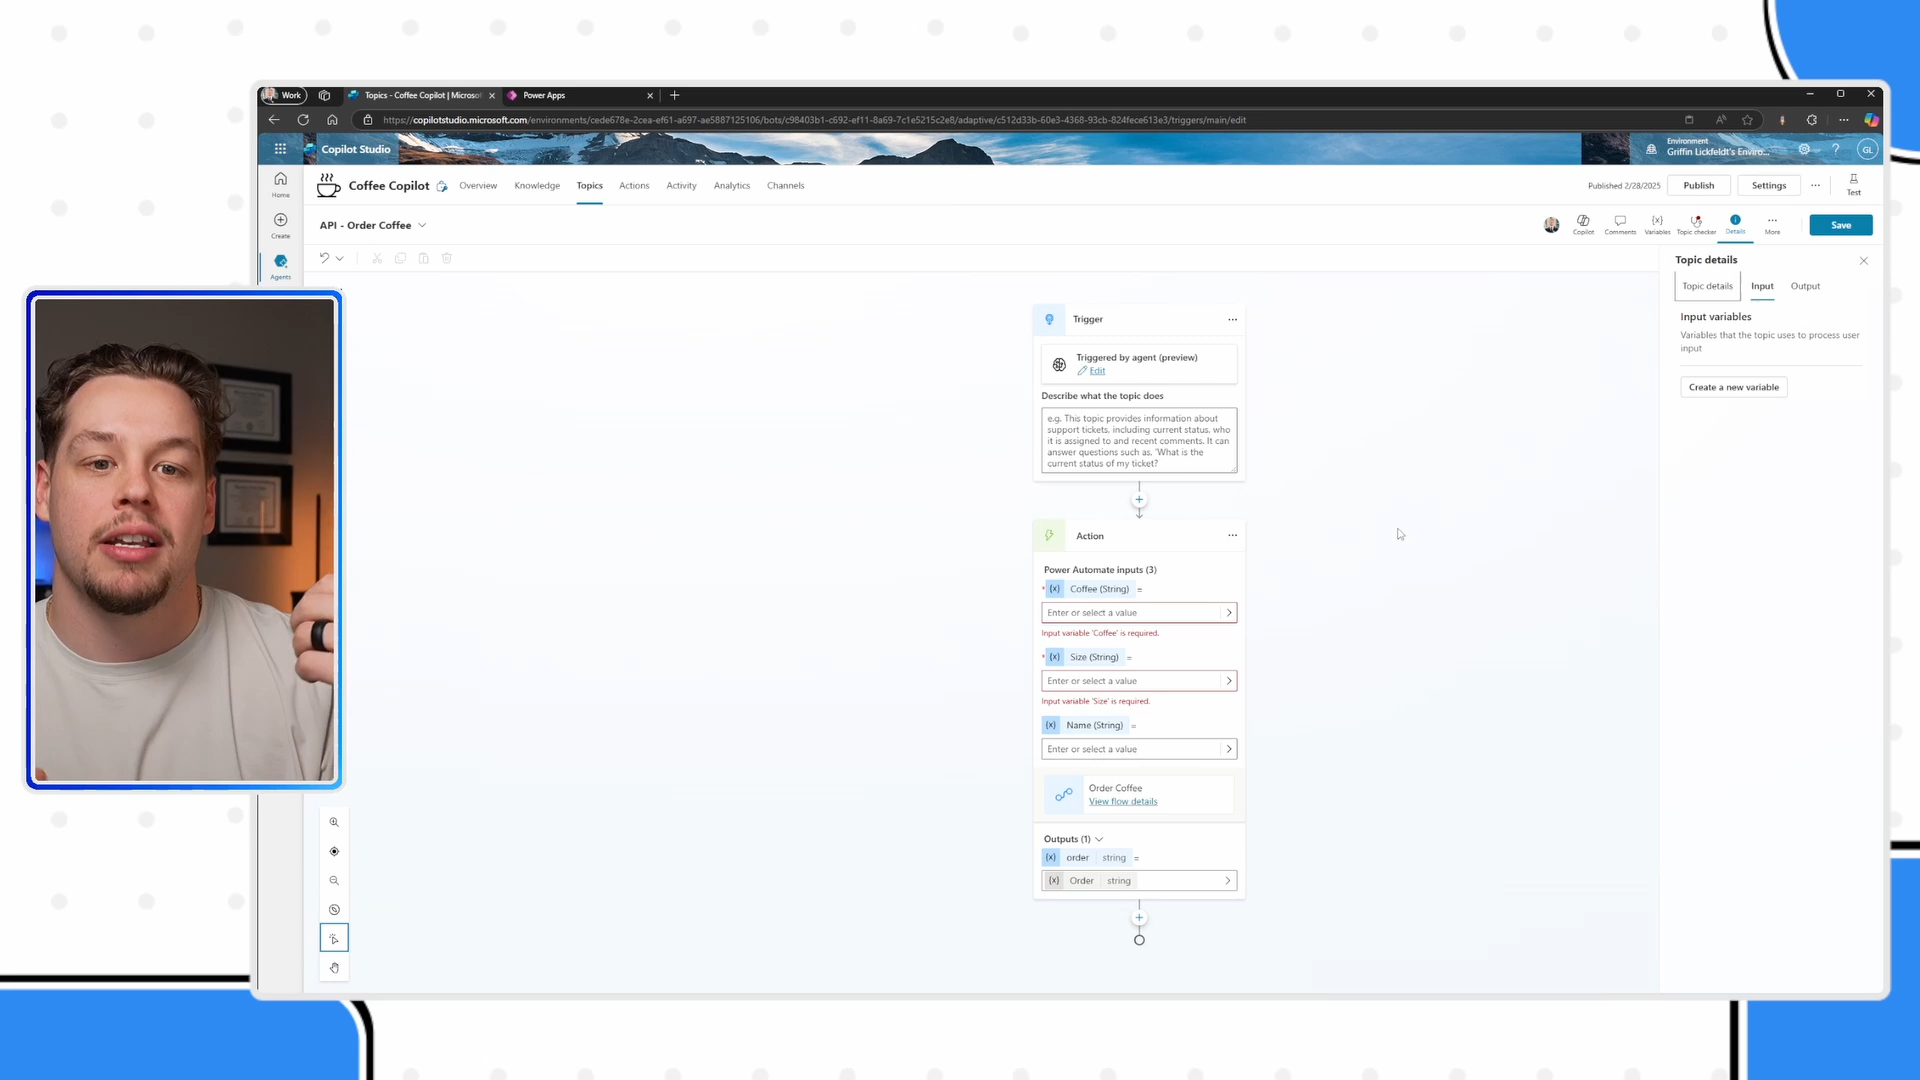 Work
Topics - Coffee Copilot | Microsof
Power Apps
https://copilotstudio.microsoft.com/environments/cede678e-2cea-ef61-a697-ae5887125106/bots/c98403b1-c692-ef11-8a69-7c1e5215c2e8/adaptive/c512d33b-60e3-4368-93cb-824fece613e3/triggers/main/edit
Copilot Studio
Environment
Griffin Lickfeldt's Enviro...
GL
Home
Coffee Copilot
Overview
Knowledge
Topics
Actions
Activity
Analytics
Channels
Published 2/28/2025
Publish
Settings
Test
Create
API - Order Coffee
Copilot
Comments
Variables
Topic checker
Details
More
Save
Agents
Topic details
Topic details
Input
Output
Input variables
Variables that the topic uses to process user
input
Create a new variable
Trigger
Triggered by agent (preview)
Edit
Describe what the topic does
e.g. This topic provides information about
support tickets, including current status, who
it is assigned to and recent comments. It can
answer questions such as, 'What is the
current status of my ticket?
Action
Power Automate inputs (3)
* {x} Coffee (String) =
Enter or select a value
Input variable 'Coffee' is required.
* {x} Size (String) =
Enter or select a value
Input variable 'Size' is required.
{x} Name (String) =
Enter or select a value
Order Coffee
View flow details
Outputs (1)
{x} order string =
{x} Order string